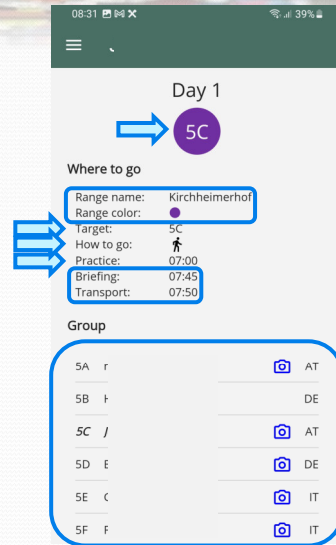 08:31 39%
Day 1
5C
Where to go
Range name: Kirchheimerhof
Range color:
Target: 5C
How to go:
Practice: 07:00
Briefing: 07:45
Transport: 07:50
Group
5A AT
5B DE
5C AT
5D DE
5E IT
5F IT